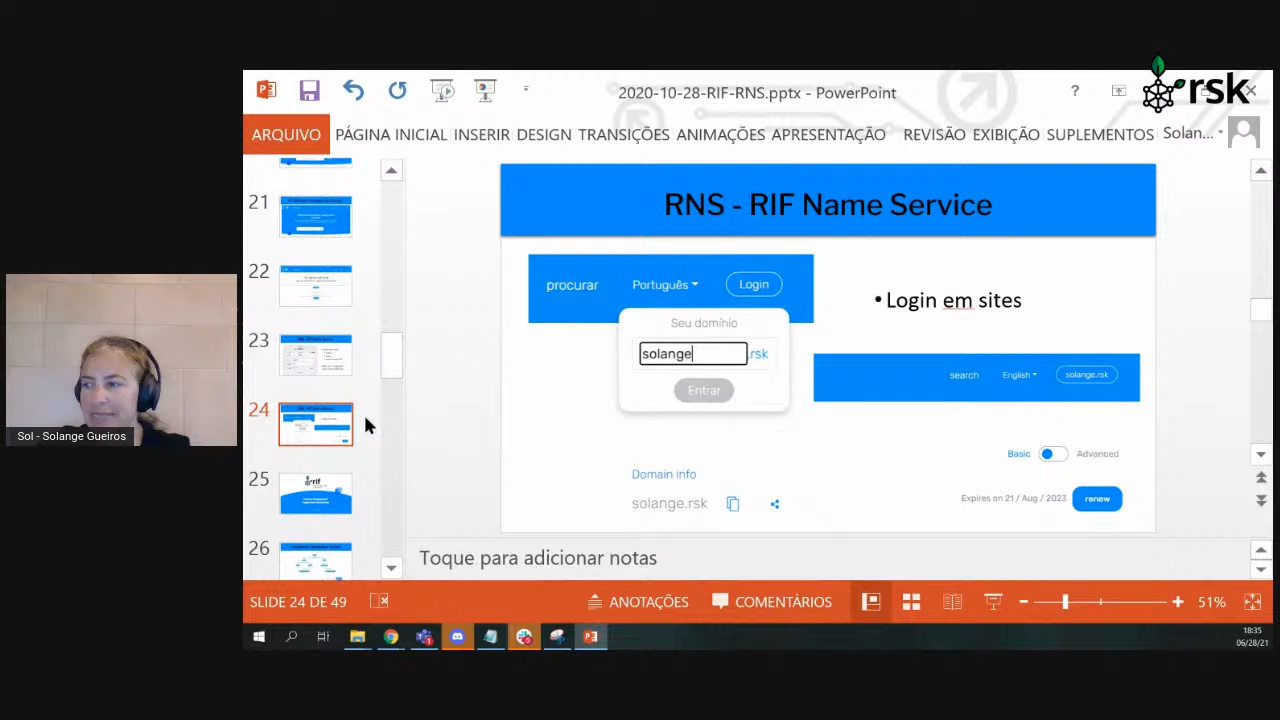 rsk
2020-10-28-RIF-RNS.pptx - PowerPoint
?
ARQUIVO PÁGINA INICIAL INSERIR DESIGN TRANSIÇÕES ANIMAÇÕES APRESENTAÇÃO REVISÃO EXIBIÇÃO SUPLEMENTOS Solan...
21
22
23
24
25
rif
26
RNS - RIF Name Service
procurar Português Login
Seu domínio
solange .rsk
Entrar
• Login em sites
search English solange.rsk
Basic Advanced
Domain info
solange.rsk
Expires on 21 / Aug / 2023 renew
Sol - Solange Gueiros
Toque para adicionar notas
SLIDE 24 DE 49 ANOTAÇÕES COMENTÁRIOS 51%
18:35
06/28/21